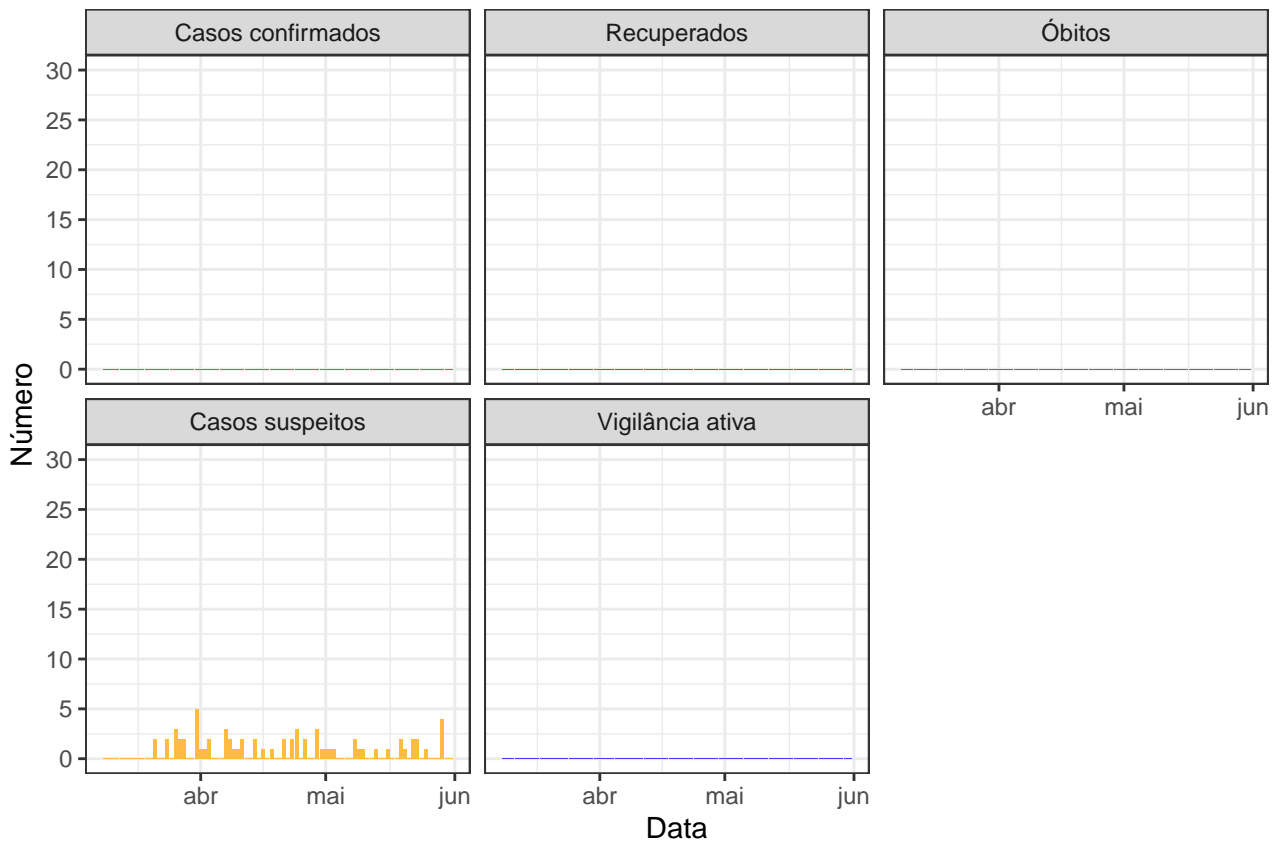 Casos confirmados
Recuperados
Óbitos
30
25
20
15
10
5
0
abr mai jun
Casos suspeitos
Vigilância ativa
30
25
20
15
10
5
0
abr mai jun
abr mai jun
Número
Data